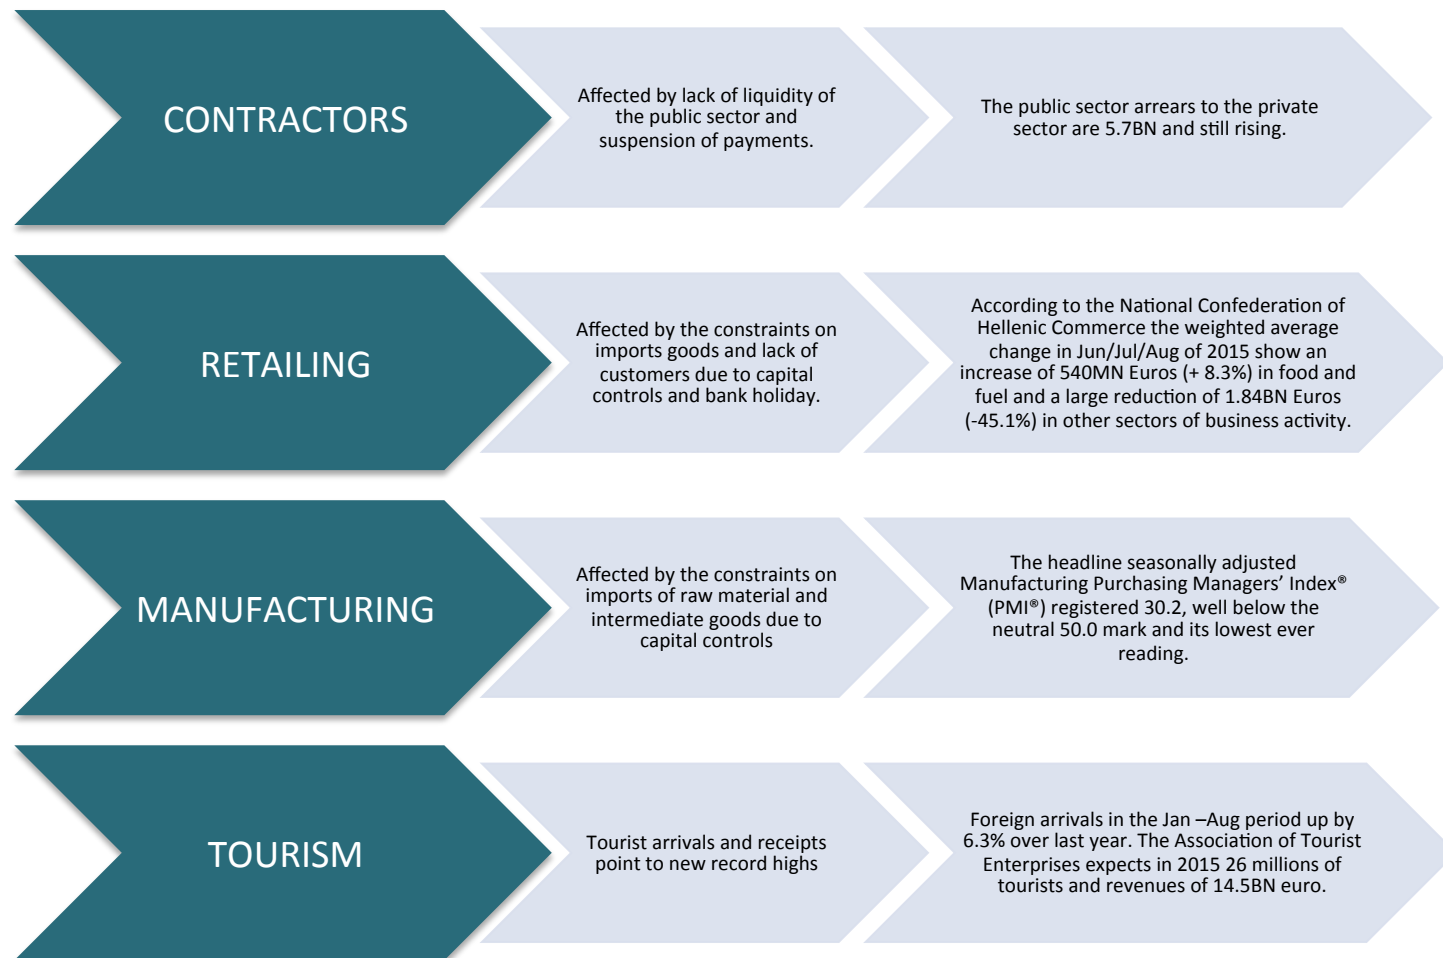 CONTRACTORS
Affected by lack of liquidity of
the public sector and
suspension of payments.
The public sector arrears to the private
sector are 5.7BN and still rising.
RETAILING
Affected by the constraints on
imports goods and lack of
customers due to capital
controls and bank holiday.
According to the National Confederation of
Hellenic Commerce the weighted average
change in Jun/Jul/Aug of 2015 show an
increase of 540MN Euros (+ 8.3%) in food and
fuel and a large reduction of 1.84BN Euros
(-45.1%) in other sectors of business activity.
MANUFACTURING
Affected by the constraints on
imports of raw material and
intermediate goods due to
capital controls
The headline seasonally adjusted
Manufacturing Purchasing Managers’ Index®
(PMI®) registered 30.2, well below the
neutral 50.0 mark and its lowest ever
reading.
TOURISM
Tourist arrivals and receipts
point to new record highs
Foreign arrivals in the Jan –Aug period up by
6.3% over last year. The Association of Tourist
Enterprises expects in 2015 26 millions of
tourists and revenues of 14.5BN euro.